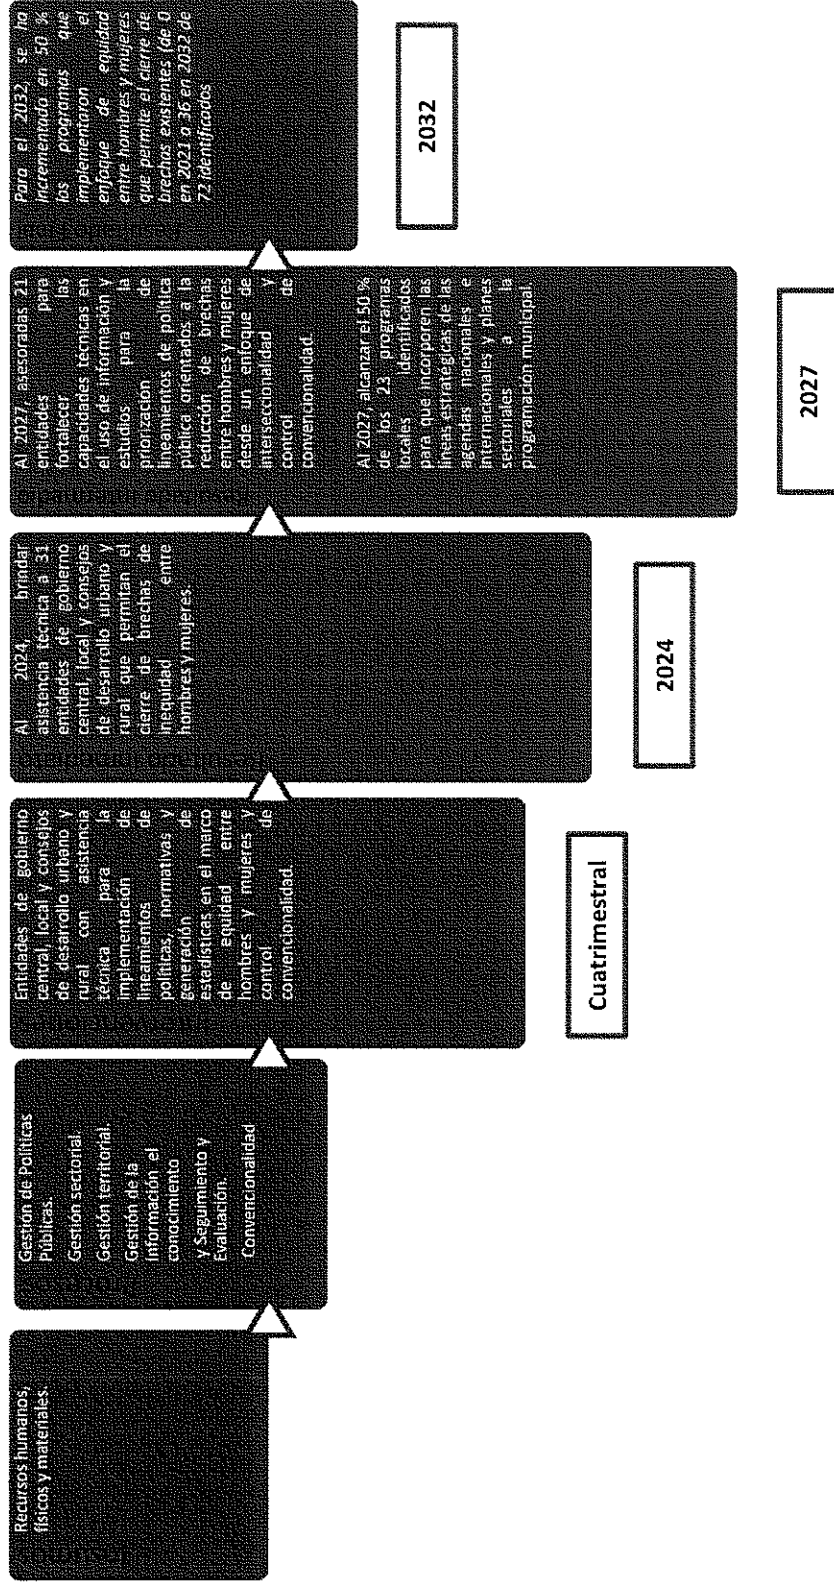 Recursos humanos,
físicos y materiales.
Gestión de Políticas
Públicas.
Gestión sectorial.
Gestión territorial.
Gestión de la
Información el
conocimiento
y Seguimiento y
Evaluación.
Convencionalidad
Entidades de gobierno
central, local y consejos
de desarrollo urbano y
rural con asistencia
técnica para la
implementación de
lineamientos de
políticas, normativas y
generación de
estadísticas en el marco
de equidad entre
hombres y mujeres y
control de
convencionalidad.
Cuatrimestral
Al 2024, brindar
asistencia técnica a 31
entidades de gobierno
central, local y consejos
de desarrollo urbano y
rural que permitan el
cierre de brechas de
inequidad entre
hombres y mujeres.
2024
Al 2027, asesoradas 21
entidades para
fortalecer las
capacidades técnicas en
el uso de información y
estudios para la
priorización de
lineamientos de política
pública orientados a la
reducción de brechas
entre hombres y mujeres
desde un enfoque de
interseccionalidad y
control de
convencionalidad.
Al 2027, alcanzar el 50 %
de los 23 programas
locales identificados
para que incorporen las
líneas estratégicas de las
agendas nacionales e
internacionales y planes
sectoriales a la
programación municipal.
2027
Para el 2032, se ha
incrementado en 50 %
los programas que
implementaron el
enfoque de equidad
entre hombres y mujeres
que permite el cierre de
brechas existentes (de 0
en 2021 a 36 en 2032 de
72 identificados
2032